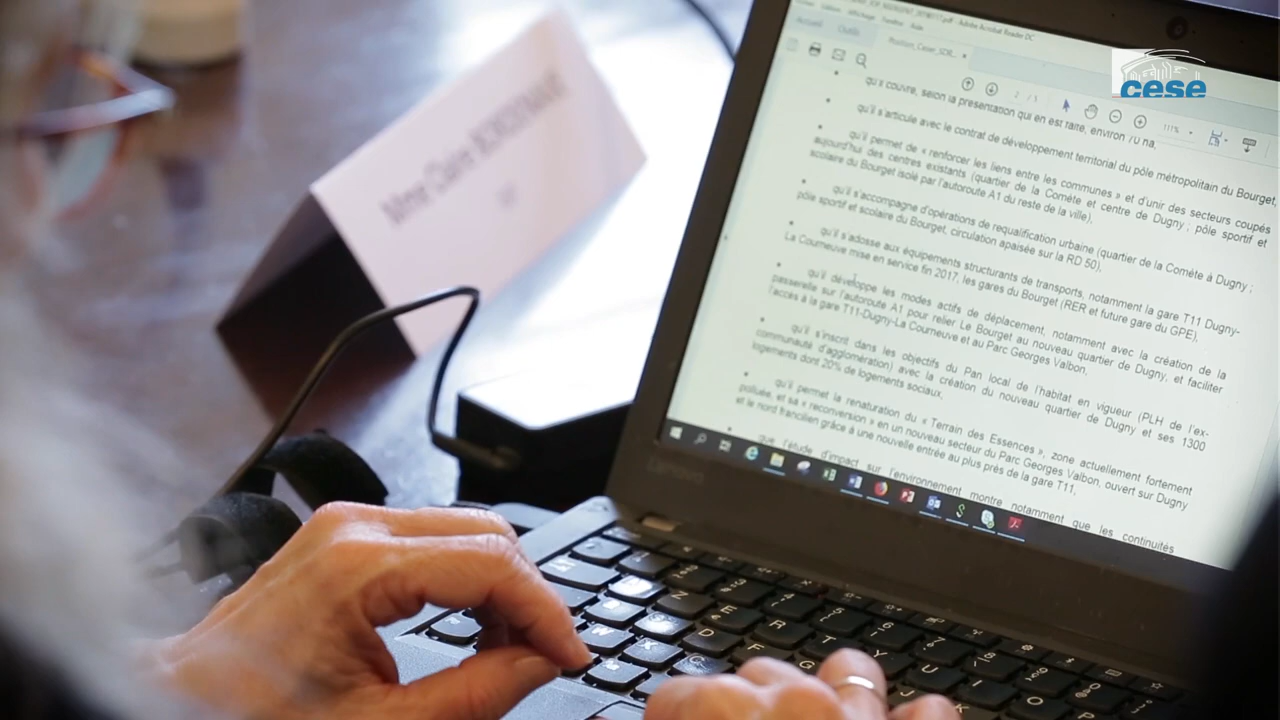 cese
Accueil
Outils
Position_Ceser_SDR...
117%
qu'il couvre, selon la présentation qui en est faite, environ 70 ha,
• qu'il s'articule avec le contrat de développement territorial du pôle métropolitain du Bourget,
• qu'il permet de « renforcer les liens entre les communes » et d'unir des secteurs coupés
aujourd'hui des centres existants (quartier de la Comète et centre de Dugny ; pôle sportif et
scolaire du Bourget isolé par l'autoroute A1 du reste de la ville),
• qu'il s'accompagne d'opérations de requalification urbaine (quartier de la Comète à Dugny ;
pôle sportif et scolaire du Bourget, circulation apaisée sur la RD 50),
• qu'il s'adosse aux équipements structurants de transports, notamment la gare T11 Dugny-
La Courneuve mise en service fin 2017, les gares du Bourget (RER et future gare du GPE),
• qu'il développe les modes actifs de déplacement, notamment avec la création de la
passerelle sur l'autoroute A1 pour relier Le Bourget au nouveau quartier de Dugny, et faciliter
l'accès à la gare T11-Dugny-La Courneuve et au Parc Georges Valbon,
• qu'il s'inscrit dans les objectifs du Pan local de l'habitat en vigueur (PLH de l'ex-
communauté d'agglomération) avec la création du nouveau quartier de Dugny et ses 1300
logements dont 20% de logements sociaux,
• qu'il permet la renaturation du « Terrain des Essences », zone actuellement fortement
polluée, et sa « reconversion » en un nouveau secteur du Parc Georges Valbon, ouvert sur Dugny
et le nord francilien grâce à une nouvelle entrée au plus près de la gare T11,
• que l'étude d'impact sur l'environnement montre notamment que les continuités
Mme Claire BORDENAVE
Lenovo